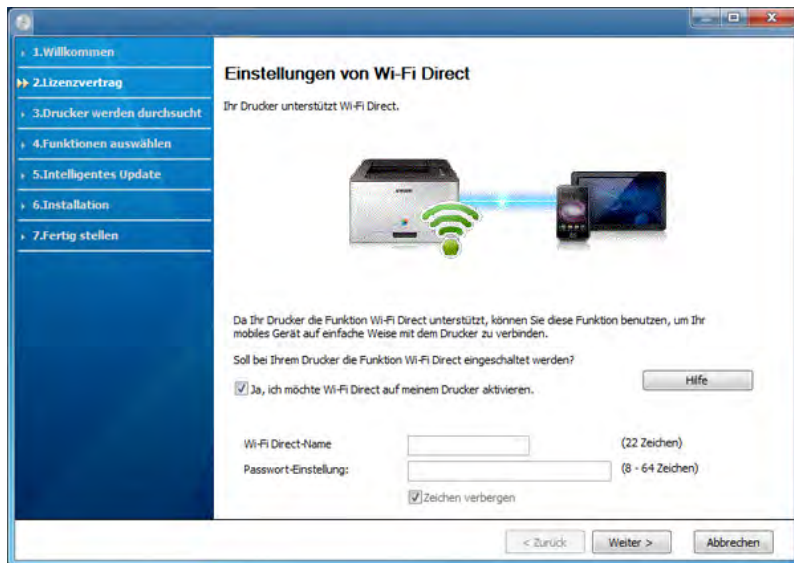 1.Willkommen
2.Lizenzvertrag
3.Drucker werden durchsucht
4.Funktionen auswählen
5.Intelligentes Update
6.Installation
7.Fertig stellen
Einstellungen von Wi-Fi Direct
Ihr Drucker unterstützt Wi-Fi Direct.
Da Ihr Drucker die Funktion Wi-Fi Direct unterstützt, können Sie diese Funktion benutzen, um Ihr
mobiles Gerät auf einfache Weise mit dem Drucker zu verbinden.
Soll bei Ihrem Drucker die Funktion Wi-Fi Direct eingeschaltet werden?
Ja, ich möchte Wi-Fi Direct auf meinem Drucker aktivieren.
Hilfe
Wi-Fi Direct-Name (22 Zeichen)
Passwort-Einstellung: (8 - 64 Zeichen)
Zeichen verbergen
< Zurück Weiter > Abbrechen